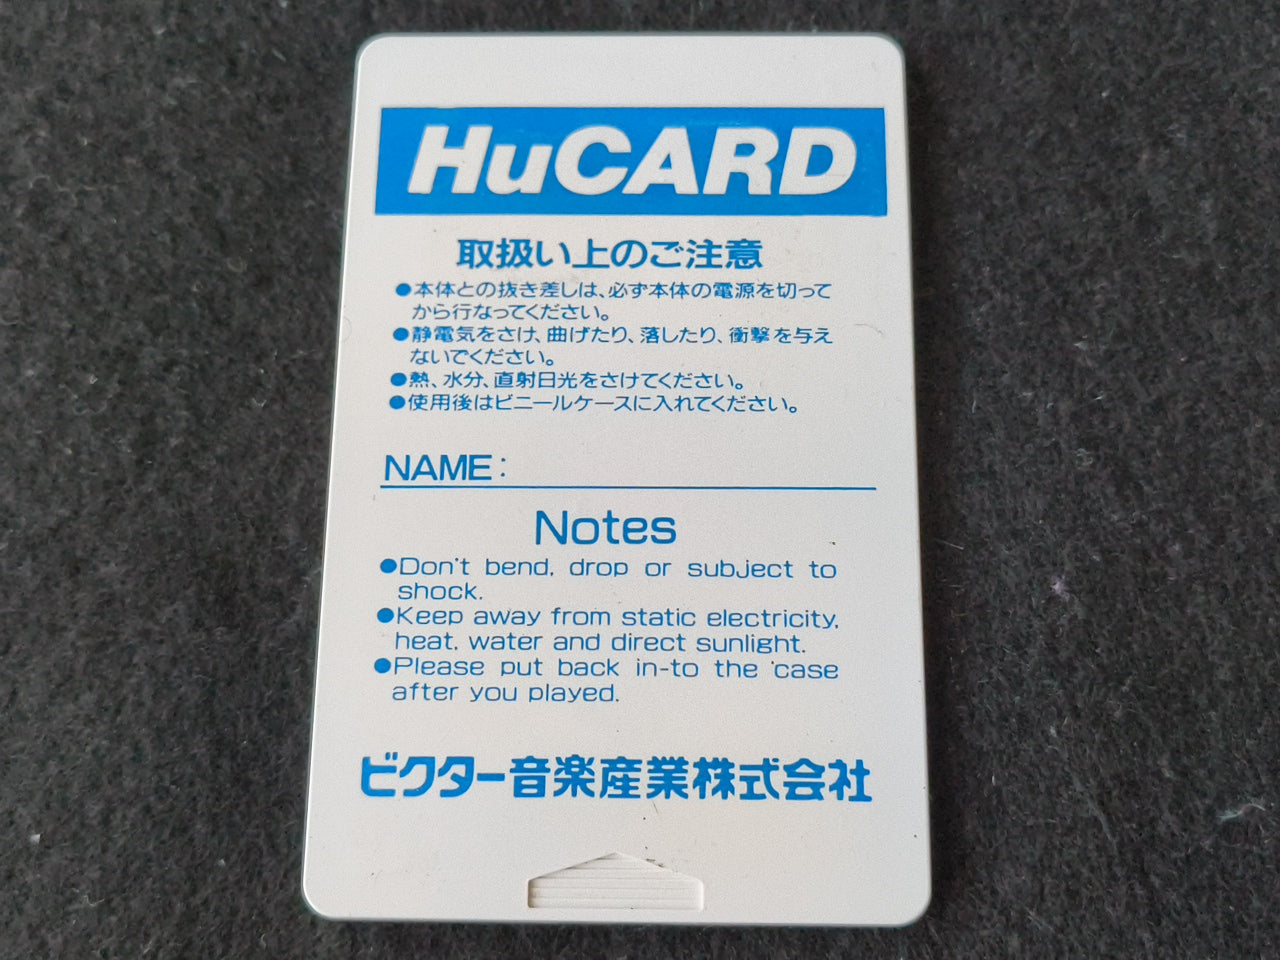 HuCARD
取扱い上のご注意
●本体との抜き差しは、必ず本体の電源を切って
から行なってください。
●静電気をさけ、曲げたり、落したり、衝撃を与え
ないでください。
●熱、水分、直射日光をさけてください。
●使用後はビニールケースに入れてください。
NAME:
Notes
●Don't bend, drop or subject to
shock.
●Keep away from static electricity,
heat, water and direct sunlight.
●Please put back in-to the case
after you played.
ビクター音楽産業株式会社